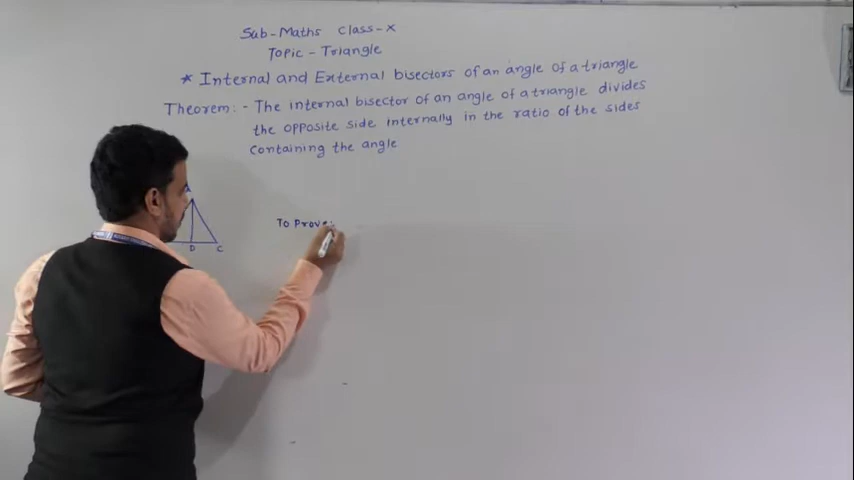 Sub-Maths Class-X
Topic - Triangle
* Internal and External bisectors of an angle of a triangle
Theorem:- The internal bisector of an angle of a triangle divides
the opposite side internally in the ratio of the sides
Containing the angle
A
D C
To Prove: